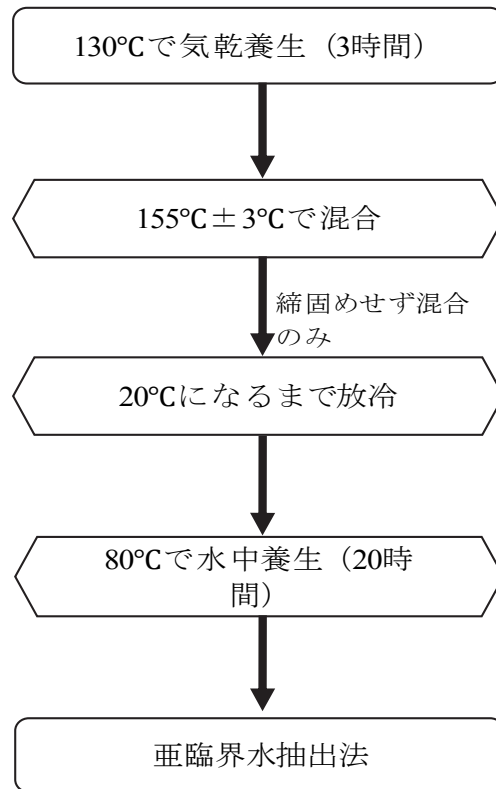 130℃で気乾養生（3時間）
155℃±3℃で混合
締固めせず混合
のみ
20℃になるまで放冷
80℃で水中養生（20時
間）
亜臨界水抽出法